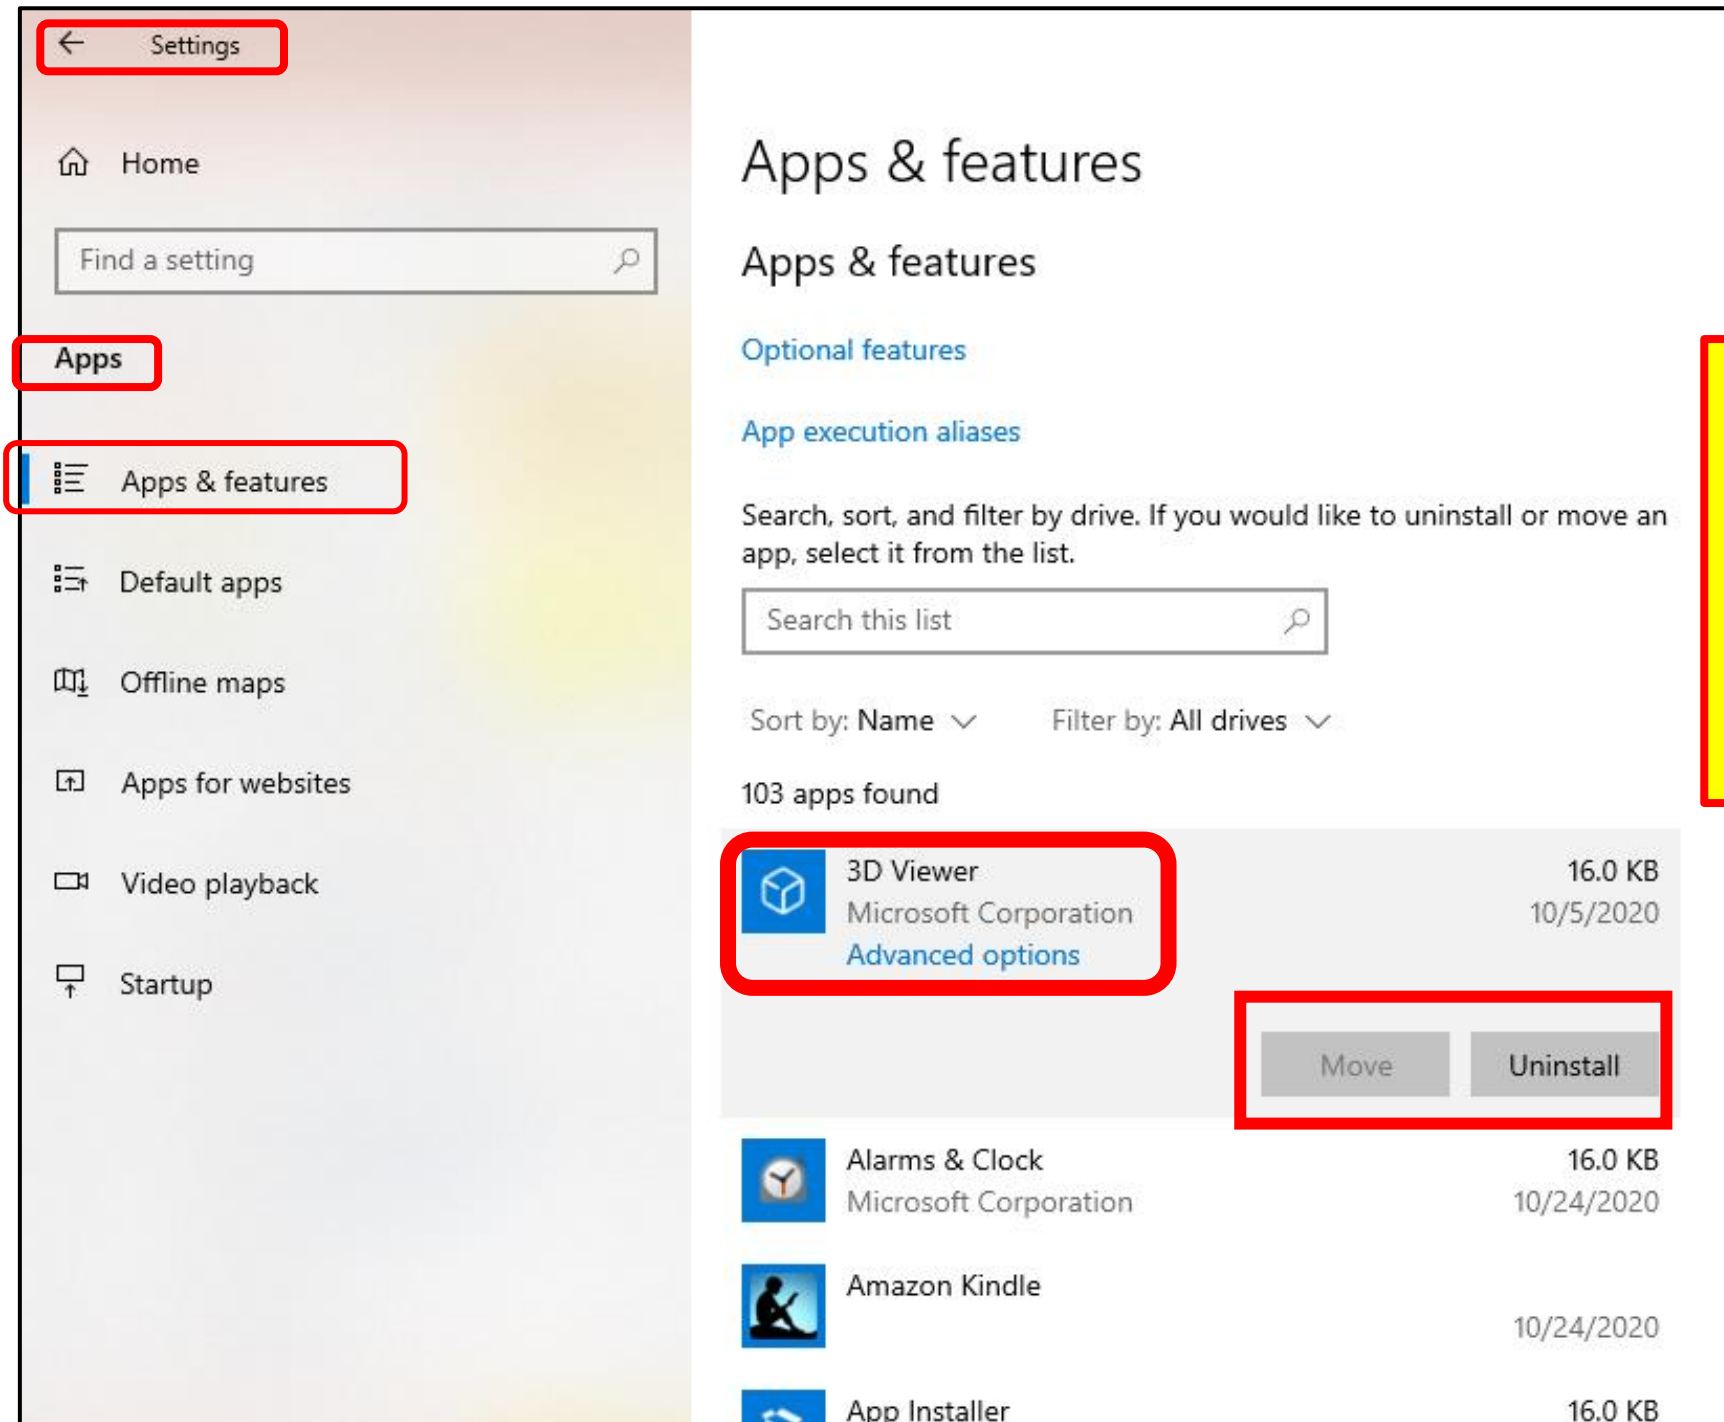 Settings
Home
Find a setting
Apps
Apps & features
Default apps
Offline maps
Apps for websites
Video playback
Startup
Apps & features
Apps & features
Optional features
App execution aliases
Search, sort, and filter by drive. If you would like to uninstall or move an
app, select it from the list.
Search this list
Sort by: Name Filter by: All drives
103 apps found
3D Viewer 16.0 KB
Microsoft Corporation 10/5/2020
Advanced options
Move Uninstall
Alarms & Clock 16.0 KB
Microsoft Corporation 10/24/2020
Amazon Kindle
10/24/2020
App Installer 16.0 KB